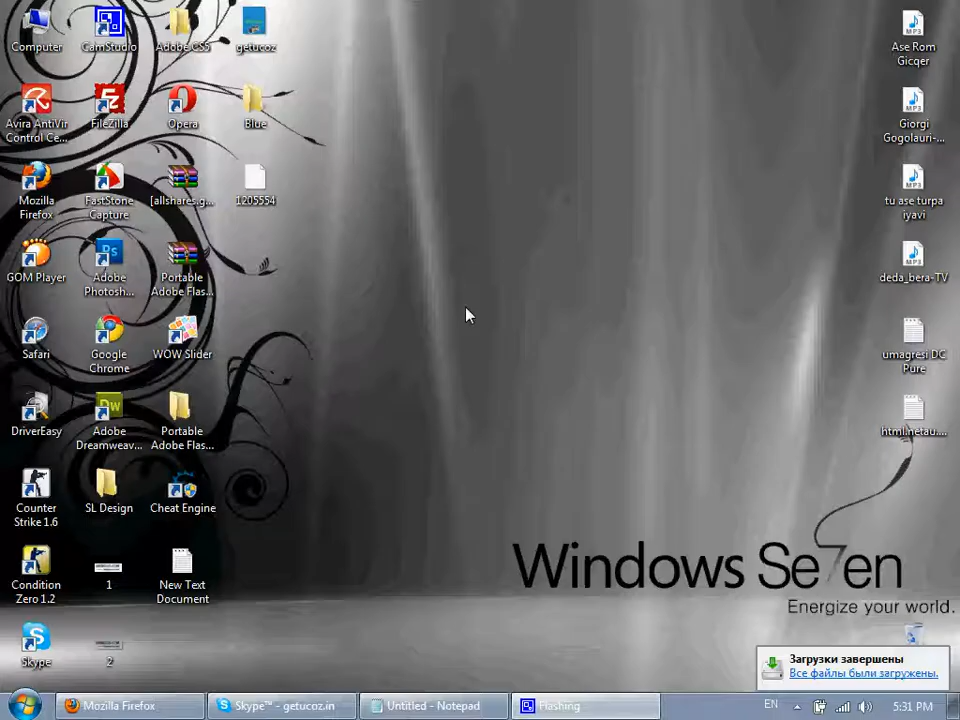 Computer
CamStudio
Adobe CS5
getucoz
Ase Rom
Gicqer
Avira AntiVir
Control Ce...
FileZilla
Opera
Blue
Giorgi
Gogolauri-...
Mozilla
Firefox
FastStone
Capture
[allshares.g...
1205554
tu ase turpa
iyavi
GOM Player
Adobe
Photosh...
Portable
Adobe Flas...
deda_bera-TV
Safari
Google
Chrome
WOW Slider
umagresi DC
Pure
DriverEasy
Adobe
Dreamweav...
Portable
Adobe Flas...
html.netau....
Counter
Strike 1.6
SL Design
Cheat Engine
Condition
Zero 1.2
1
New Text
Document
Windows Se7en
Energize your world.
Skype
2
Загрузки завершены
Все файлы были загружены.
Mozilla Firefox
Skype™ - getucoz.in
Untitled - Notepad
Flashing
EN
5:31 PM